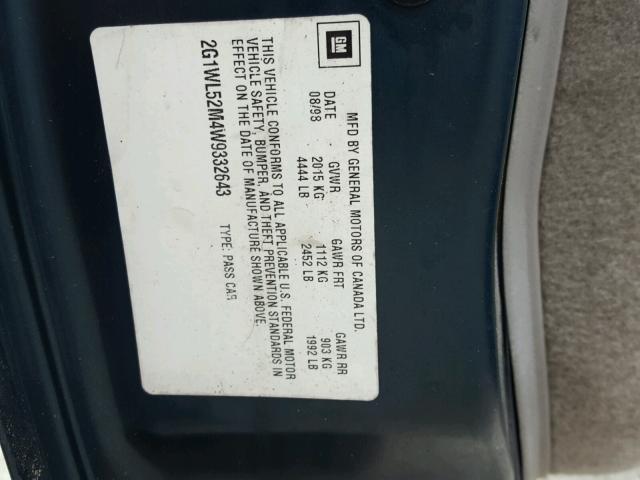 GM
MFD BY GENERAL MOTORS OF CANADA LTD.
DATE GVWR GAWR FRT GAWR RR
08/98 2015 KG 1112 KG 903 KG
4444 LB 2452 LB 1992 LB
THIS VEHICLE CONFORMS TO ALL APPLICABLE U.S. FEDERAL MOTOR
VEHICLE SAFETY, BUMPER, AND THEFT PREVENTION STANDARDS IN
EFFECT ON THE DATE OF MANUFACTURE SHOWN ABOVE.
2G1WL52M4W9332643 TYPE: PASS CAR